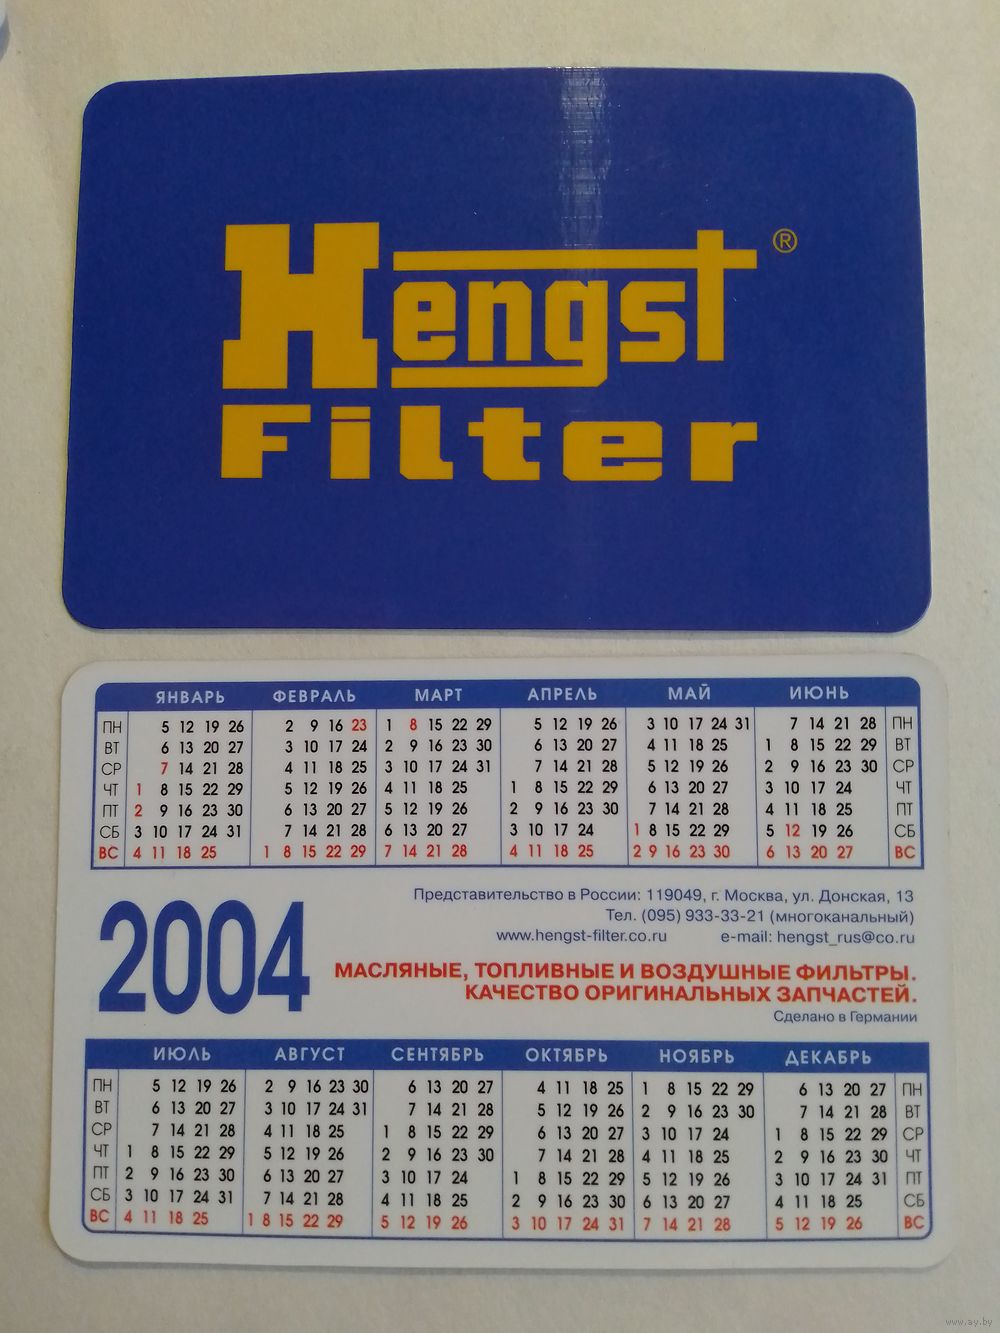 Hengst ®
Filter
ЯНВАРЬ ФЕВРАЛЬ МАРТ АПРЕЛЬ МАЙ ИЮНЬ
ПН 5 12 19 26 2 9 16 23 1 8 15 22 29 5 12 19 26 3 10 17 24 31 7 14 21 28 ПН
ВТ 6 13 20 27 3 10 17 24 2 9 16 23 30 6 13 20 27 4 11 18 25 1 8 15 22 29 ВТ
СР 7 14 21 28 4 11 18 25 3 10 17 24 31 7 14 21 28 5 12 19 26 2 9 16 23 30 СР
ЧТ 1 8 15 22 29 5 12 19 26 4 11 18 25 1 8 15 22 29 6 13 20 27 3 10 17 24 ЧТ
ПТ 2 9 16 23 30 6 13 20 27 5 12 19 26 2 9 16 23 30 7 14 21 28 4 11 18 25 ПТ
СБ 3 10 17 24 31 7 14 21 28 6 13 20 27 3 10 17 24 1 8 15 22 29 5 12 19 26 СБ
ВС 4 11 18 25 1 8 15 22 29 7 14 21 28 4 11 18 25 2 9 16 23 30 6 13 20 27 ВС
2004
Представительство в России: 119049, г. Москва, ул. Донская, 13
Тел. (095) 933-33-21 (многоканальный)
www.hengst-filter.co.ru e-mail: hengst_rus@co.ru
МАСЛЯНЫЕ, ТОПЛИВНЫЕ И ВОЗДУШНЫЕ ФИЛЬТРЫ.
КАЧЕСТВО ОРИГИНАЛЬНЫХ ЗАПЧАСТЕЙ.
Сделано в Германии
ИЮЛЬ АВГУСТ СЕНТЯБРЬ ОКТЯБРЬ НОЯБРЬ ДЕКАБРЬ
ПН 5 12 19 26 2 9 16 23 30 6 13 20 27 4 11 18 25 1 8 15 22 29 6 13 20 27 ПН
ВТ 6 13 20 27 3 10 17 24 31 7 14 21 28 5 12 19 26 2 9 16 23 30 7 14 21 28 ВТ
СР 7 14 21 28 4 11 18 25 1 8 15 22 29 6 13 20 27 3 10 17 24 1 8 15 22 29 СР
ЧТ 1 8 15 22 29 5 12 19 26 2 9 16 23 30 7 14 21 28 4 11 18 25 2 9 16 23 30 ЧТ
ПТ 2 9 16 23 30 6 13 20 27 3 10 17 24 1 8 15 22 29 5 12 19 26 3 10 17 24 31 ПТ
СБ 3 10 17 24 31 7 14 21 28 4 11 18 25 2 9 16 23 30 6 13 20 27 4 11 18 25 СБ
ВС 4 11 18 25 1 8 15 22 29 5 12 19 26 3 10 17 24 31 7 14 21 28 5 12 19 26 ВС
www.ay.by